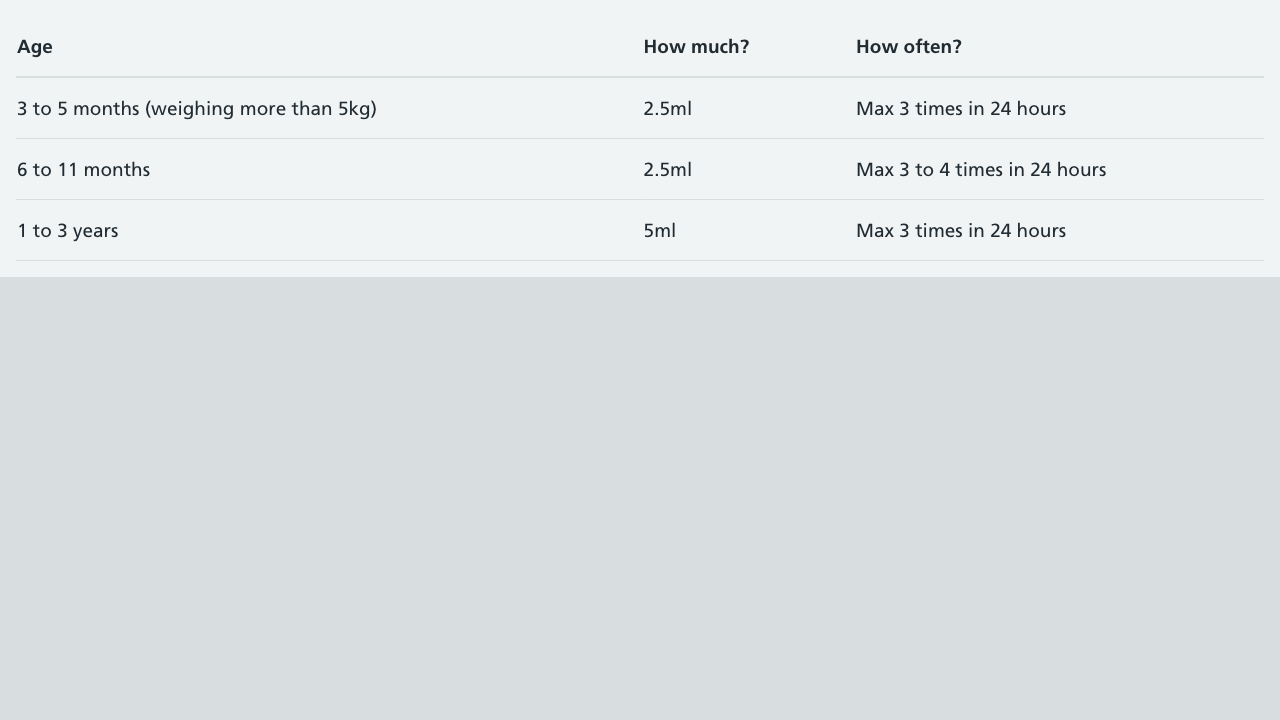 Age How much? How often?
3 to 5 months (weighing more than 5kg) 2.5ml Max 3 times in 24 hours
6 to 11 months 2.5ml Max 3 to 4 times in 24 hours
1 to 3 years 5ml Max 3 times in 24 hours